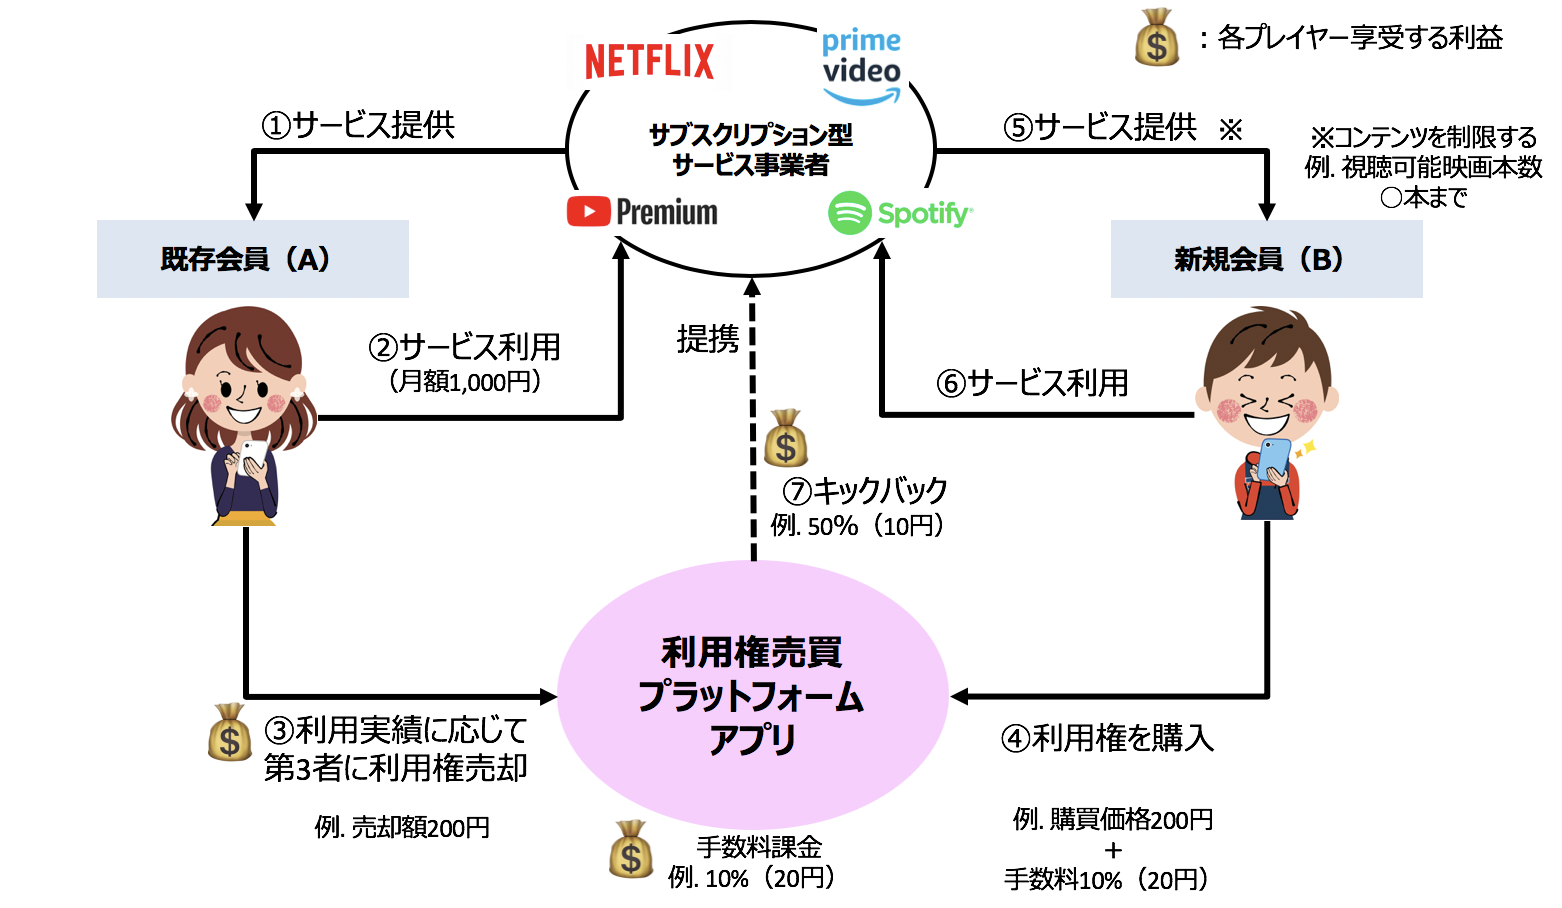 ：各プレイヤー享受する利益
NETFLIX
prime
video
サブスクリプション型
サービス事業者
Premium
Spotify
①サービス提供
⑤サービス提供 ※
※コンテンツを制限する
例. 視聴可能映画本数
○本まで
既存会員（A）
新規会員（B）
②サービス利用
（月額1,000円）
提携
⑥サービス利用
⑦キックバック
例. 50%（10円）
利用権売買
プラットフォーム
アプリ
③利用実績に応じて
第3者に利用権売却
例. 売却額200円
④利用権を購入
例. 購買価格200円
+
手数料10%（20円）
手数料課金
例. 10%（20円）